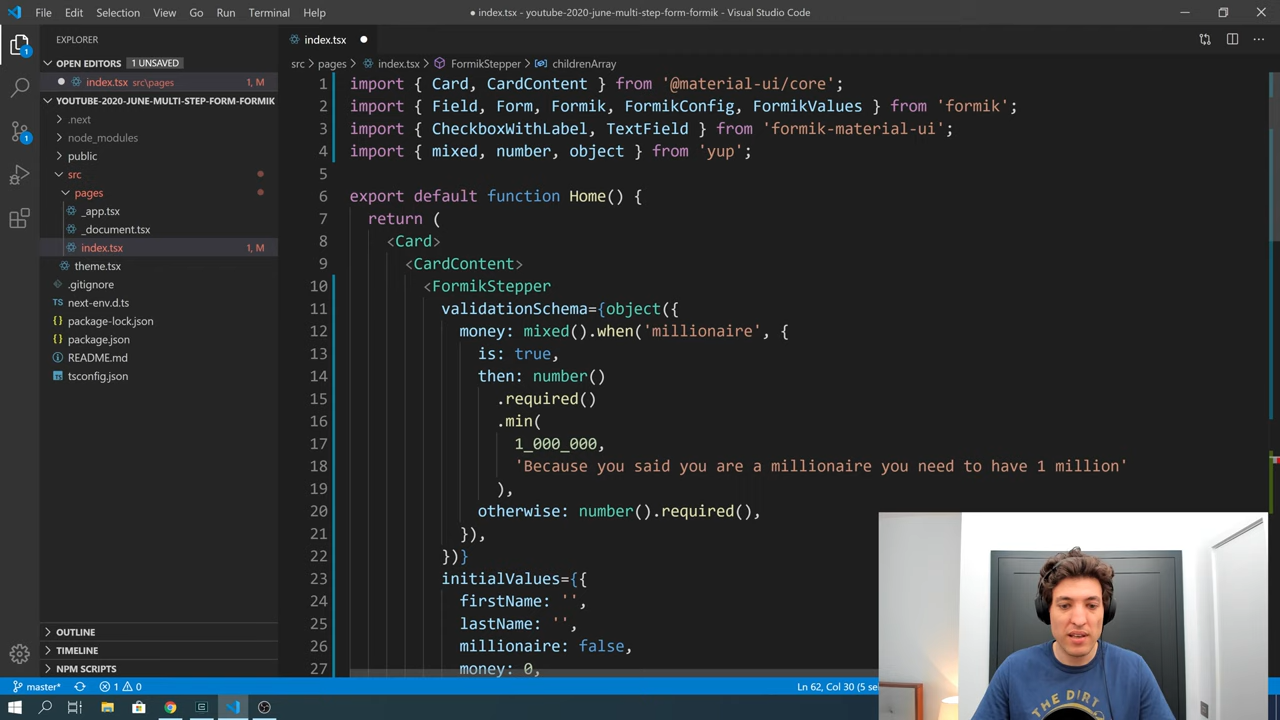 File Edit Selection View Go Run Terminal Help
● index.tsx - youtube-2020-june-multi-step-form-formik - Visual Studio Code
EXPLORER
OPEN EDITORS 1 UNSAVED
index.tsx src\pages 1, M
YOUTUBE-2020-JUNE-MULTI-STEP-FORM-FORMIK
.next
node_modules
public
src
pages
_app.tsx
_document.tsx
index.tsx 1, M
theme.tsx
.gitignore
next-env.d.ts
package-lock.json
package.json
README.md
tsconfig.json
OUTLINE
TIMELINE
NPM SCRIPTS
index.tsx
src > pages > index.tsx > FormikStepper > childrenArray
1 import { Card, CardContent } from '@material-ui/core';
2 import { Field, Form, Formik, FormikConfig, FormikValues } from 'formik';
3 import { CheckboxWithLabel, TextField } from 'formik-material-ui';
4 import { mixed, number, object } from 'yup';
5
6 export default function Home() {
7 return (
8 <Card>
9 <CardContent>
10 <FormikStepper
11 validationSchema={object({
12 money: mixed().when('millionaire', {
13 is: true,
14 then: number()
15 .required()
16 .min(
17 1_000_000,
18 'Because you said you are a millionaire you need to have 1 million'
19 ),
20 otherwise: number().required(),
21 }),
22 })}
23 initialValues={{
24 firstName: '',
25 lastName: '',
26 millionaire: false,
27 money: 0,
master* 1 0
Ln 62, Col 30 (5 sel
THE DIRT